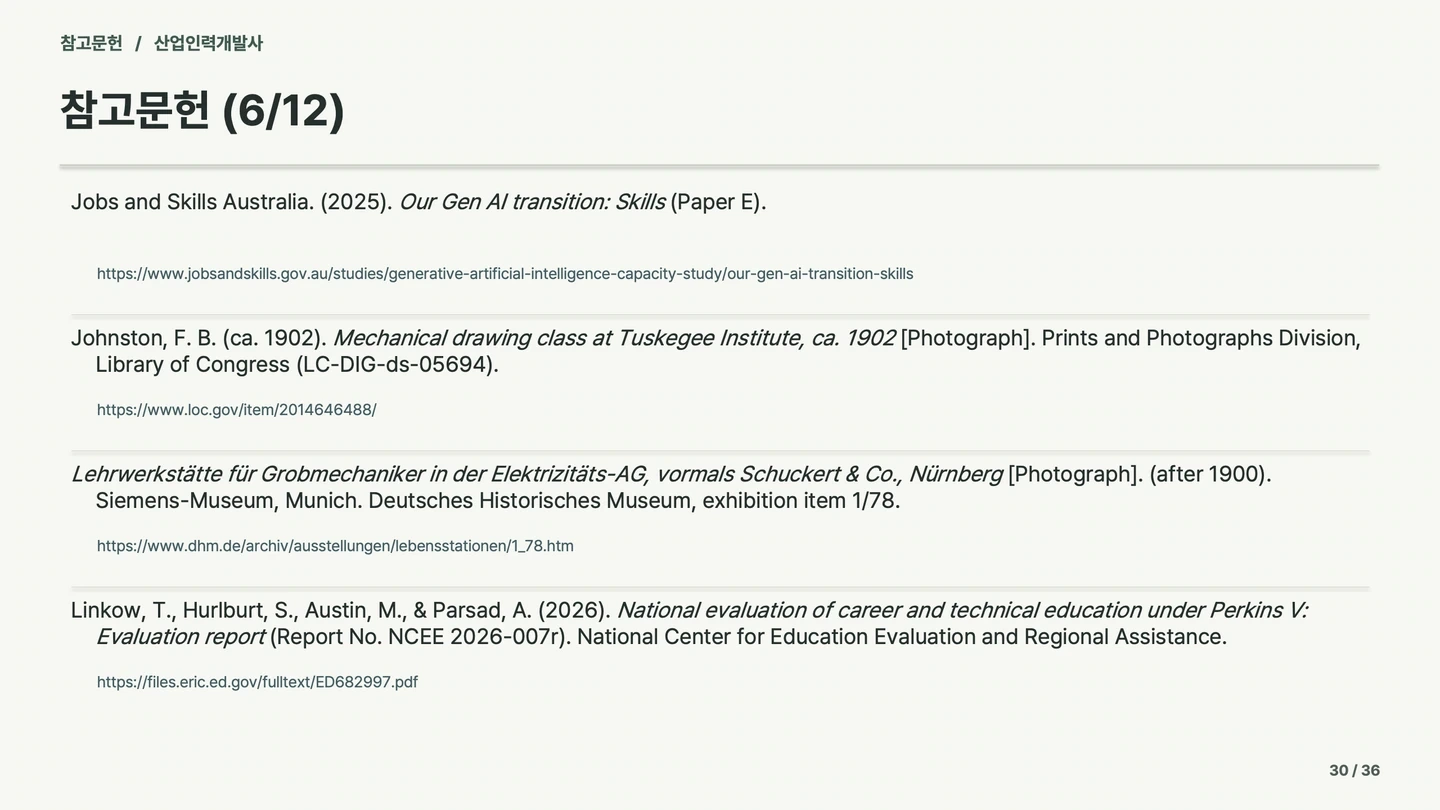 참고문헌 / 산업인력개발사
참고문헌 (6/12)
Jobs and Skills Australia. (2025). Our Gen AI transition: Skills (Paper E).
https://www.jobsandskills.gov.au/studies/generative-artificial-intelligence-capacity-study/our-gen-ai-transition-skills
Johnston, F. B. (ca. 1902). Mechanical drawing class at Tuskegee Institute, ca. 1902 [Photograph]. Prints and Photographs Division,
Library of Congress (LC-DIG-ds-05694).
https://www.loc.gov/item/2014646488/
Lehrwerkstätte für Grobmechaniker in der Elektrizitäts-AG, vormals Schuckert & Co., Nürnberg [Photograph]. (after 1900).
Siemens-Museum, Munich. Deutsches Historisches Museum, exhibition item 1/78.
https://www.dhm.de/archiv/ausstellungen/lebensstationen/1_78.htm
Linkow, T., Hurlburt, S., Austin, M., & Parsad, A. (2026). National evaluation of career and technical education under Perkins V:
Evaluation report (Report No. NCEE 2026-007r). National Center for Education Evaluation and Regional Assistance.
https://files.eric.ed.gov/fulltext/ED682997.pdf
30 / 36